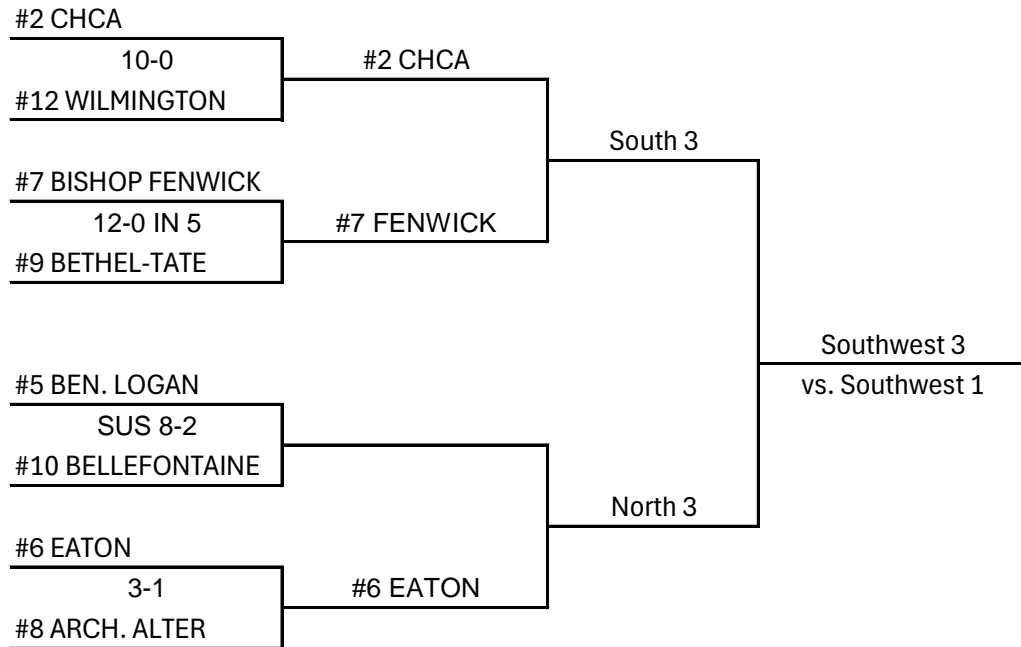 #2 CHCA
10-0
#2 CHCA
#12 WILMINGTON
South 3
#7 BISHOP FENWICK
12-0 IN 5
#7 FENWICK
#9 BETHEL-TATE
Southwest 3
vs. Southwest 1
#5 BEN. LOGAN
SUS 8-2
#10 BELLEFONTAINE
North 3
#6 EATON
3-1
#6 EATON
#8 ARCH. ALTER